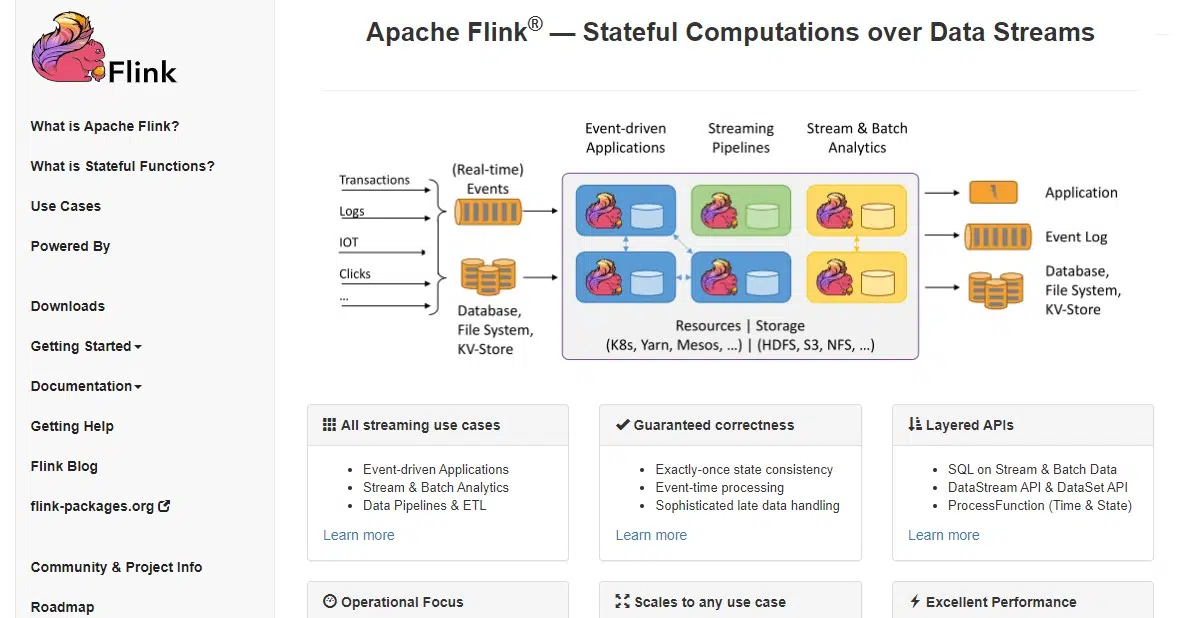 Flink
What is Apache Flink?
What is Stateful Functions?
Use Cases
Powered By
Downloads
Getting Started
Documentation
Getting Help
Flink Blog
flink-packages.org
Community & Project Info
Roadmap
Apache Flink® — Stateful Computations over Data Streams
Event-driven
Applications
Streaming
Pipelines
Stream & Batch
Analytics
Transactions
Logs
IOT
Clicks
...
(Real-time)
Events
Database,
File System,
KV-Store
Resources | Storage
(K8s, Yarn, Mesos, ...) | (HDFS, S3, NFS, ...)
Application
Event Log
Database,
File System,
KV-Store
All streaming use cases
Event-driven Applications
Stream & Batch Analytics
Data Pipelines & ETL
Learn more
Guaranteed correctness
Exactly-once state consistency
Event-time processing
Sophisticated late data handling
Learn more
Layered APIs
SQL on Stream & Batch Data
DataStream API & DataSet API
ProcessFunction (Time & State)
Learn more
Operational Focus
Scales to any use case
Excellent Performance